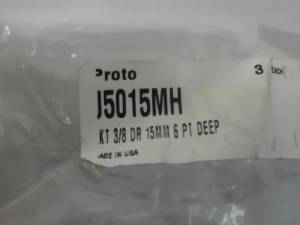 Proto 3 EACH
J5015MH
KT 3/8 DR 15MM 6 PT DEEP
MADE IN USA